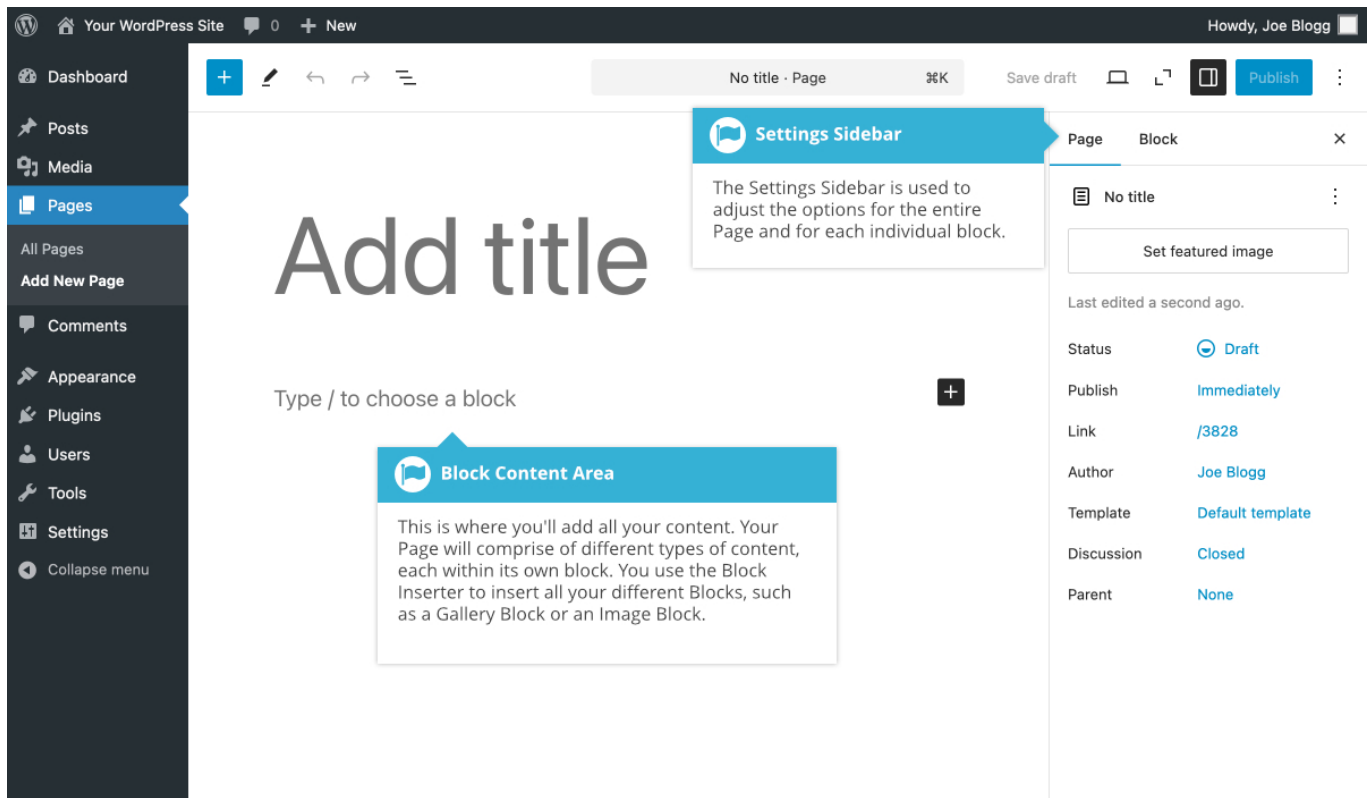 Your WordPress Site 0 New Howdy, Joe Blogg
Dashboard
Posts
Media
Pages
All Pages
Add New Page
Comments
Appearance
Plugins
Users
Tools
Settings
Collapse menu
No title · Page ⌘K Save draft Publish
Add title
Type / to choose a block
Settings Sidebar
The Settings Sidebar is used to
adjust the options for the entire
Page and for each individual block.
Block Content Area
This is where you'll add all your content. Your
Page will comprise of different types of content,
each within its own block. You use the Block
Inserter to insert all your different Blocks, such
as a Gallery Block or an Image Block.
Page Block
No title
Set featured image
Last edited a second ago.
Status Draft
Publish Immediately
Link /3828
Author Joe Blogg
Template Default template
Discussion Closed
Parent None